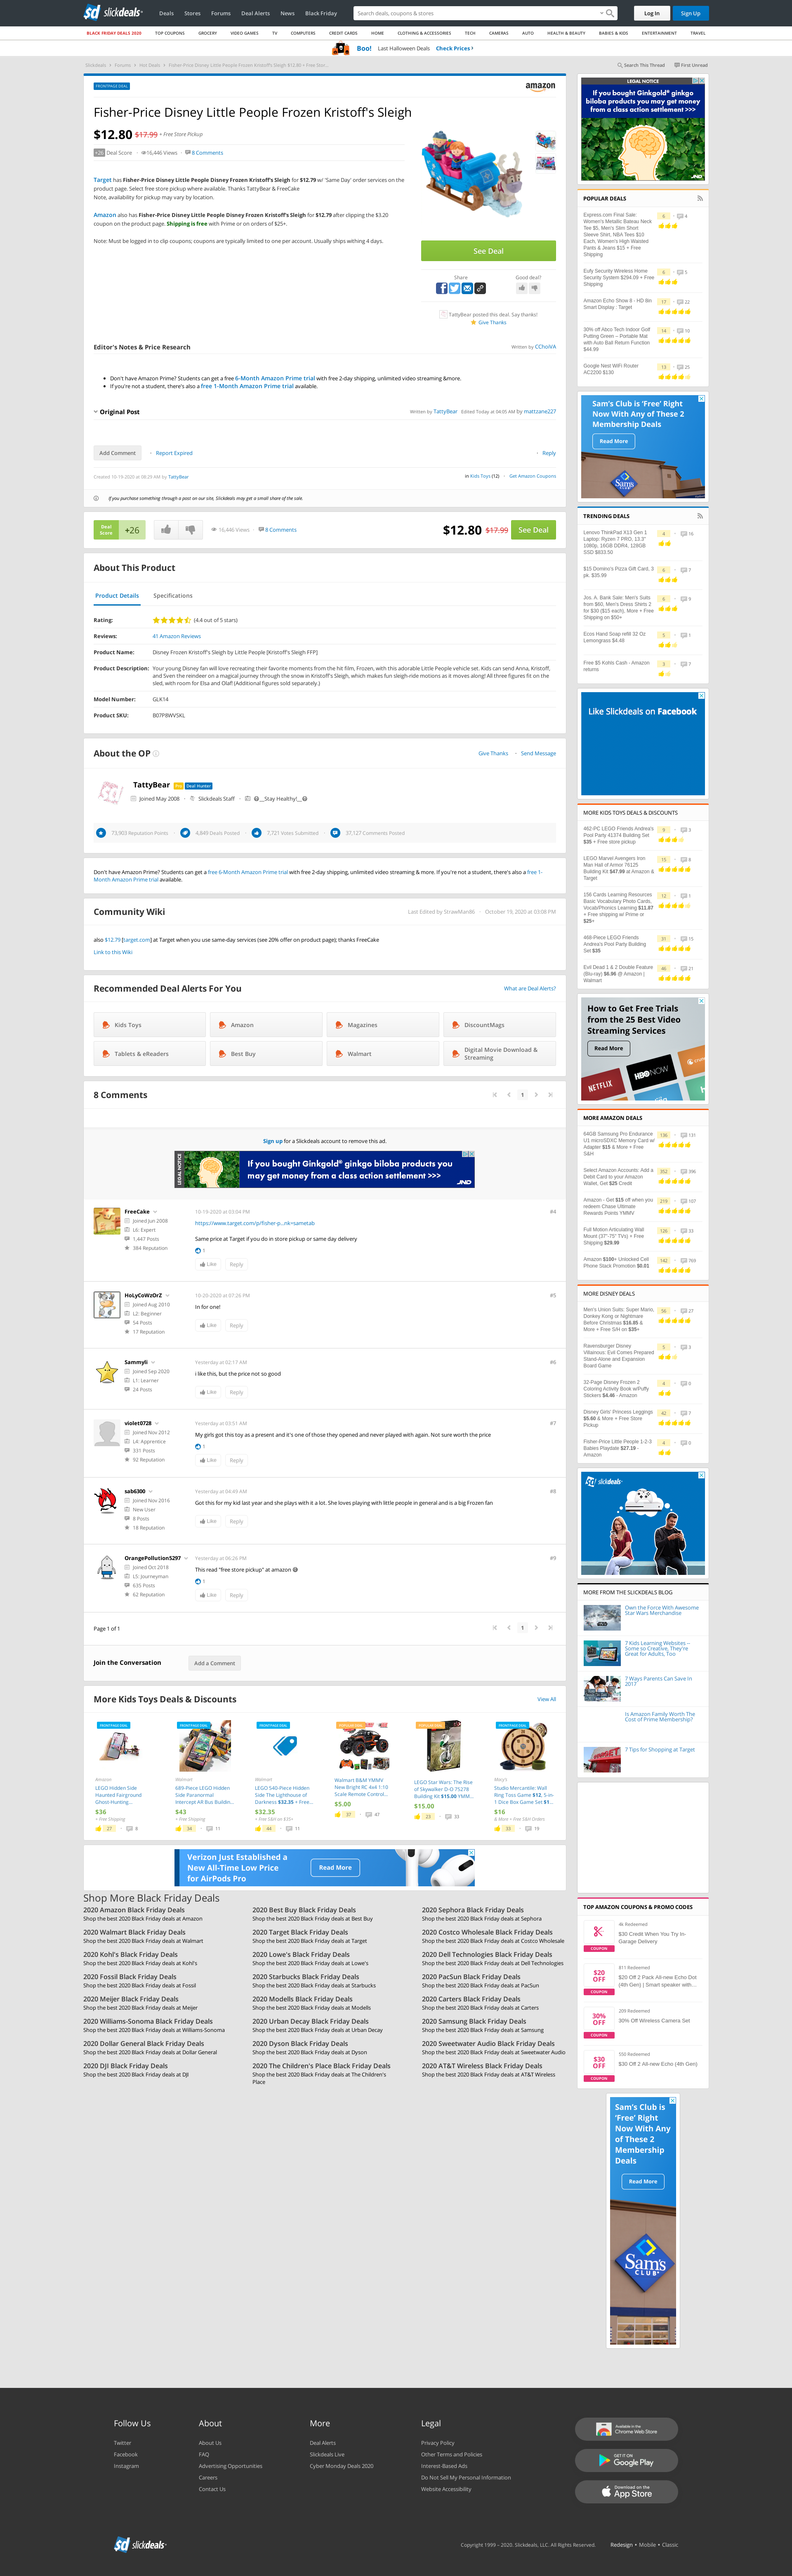 slickdeals
Deals Stores Forums Deal Alerts News Black Friday
Search deals, coupons & stores
Log In Sign Up
BLACK FRIDAY DEALS 2020 TOP COUPONS GROCERY VIDEO GAMES TV COMPUTERS CREDIT CARDS HOME CLOTHING & ACCESSORIES TECH CAMERAS AUTO HEALTH & BEAUTY BABIES & KIDS ENTERTAINMENT TRAVEL
Boo! Last Halloween Deals Check Prices
Slickdeals > Forums > Hot Deals > Fisher-Price Disney Little People Frozen Kristoff's Sleigh $12.80 + Free Stor...
Search This Thread First Unread
FRONTPAGE DEAL
amazon
Fisher-Price Disney Little People Frozen Kristoff's Sleigh
$12.80 $17.99 + Free Store Pickup
+26 Deal Score 16,446 Views 8 Comments
Target has Fisher-Price Disney Little People Disney Frozen Kristoff's Sleigh for $12.79 w/ 'Same Day' order services on the
product page. Select free store pickup where available. Thanks TattyBear & FreeCake
Note, availability for pickup may vary by location.
Amazon also has Fisher-Price Disney Little People Disney Frozen Kristoff's Sleigh for $12.79 after clipping the $3.20
coupon on the product page. Shipping is free with Prime or on orders of $25+.
Note: Must be logged in to clip coupons; coupons are typically limited to one per account. Usually ships withing 4 days.
See Deal
Share
Good deal?
TattyBear posted this deal. Say thanks!
Give Thanks
Editor's Notes & Price Research
Written by CChoiVA
Don't have Amazon Prime? Students can get a free 6-Month Amazon Prime trial with free 2-day shipping, unlimited video streaming &more.
If you're not a student, there's also a free 1-Month Amazon Prime trial available.
Original Post
Written by TattyBear Edited Today at 04:05 AM by mattzane227
Add Comment Report Expired
Reply
Created 10-19-2020 at 08:29 AM by TattyBear
in Kids Toys (12) Get Amazon Coupons
If you purchase something through a post on our site, Slickdeals may get a small share of the sale.
Deal Score +26
16,446 Views 8 Comments
$12.80 $17.99 See Deal
About This Product
Product Details Specifications
Rating: (4.4 out of 5 stars)
Reviews: 41 Amazon Reviews
Product Name: Disney Frozen Kristoff's Sleigh by Little People [Kristoff's Sleigh FFP]
Product Description: Your young Disney fan will love recreating their favorite moments from the hit film, Frozen, with this adorable Little People vehicle set. Kids can send Anna, Kristoff,
and Sven the reindeer on a magical journey through the snow in Kristoff's Sleigh, which makes fun sleigh-ride motions as it moves along! All three figures fit on the
sled, with room for Elsa and Olaf! (Additional figures sold separately.)
Model Number: GLK14
Product SKU: B07P8WVSKL
About the OP
Give Thanks Send Message
TattyBear Pro Deal Hunter
Joined May 2008 Slickdeals Staff __Stay Healthy!__
73,903 Reputation Points 4,849 Deals Posted 7,721 Votes Submitted 37,127 Comments Posted
Don't have Amazon Prime? Students can get a free 6-Month Amazon Prime trial with free 2-day shipping, unlimited video streaming & more. If you're not a student, there's also a free 1-
Month Amazon Prime trial available.
Community Wiki
Last Edited by StrawMan86 October 19, 2020 at 03:08 PM
also $12.79 [target.com] at Target when you use same-day services (see 20% offer on product page); thanks FreeCake
Link to this Wiki
Recommended Deal Alerts For You
What are Deal Alerts?
Kids Toys Amazon Magazines DiscountMags
Tablets & eReaders Best Buy Walmart Digital Movie Download &
Streaming
8 Comments
1
Sign up for a Slickdeals account to remove this ad.
LEGAL NOTICE
If you bought Ginkgold® ginkgo biloba products you
may get money from a class action settlement >>>
JND
FreeCake 10-19-2020 at 03:04 PM #4
Joined Jun 2008
L6: Expert
1,447 Posts
384 Reputation
https://www.target.com/p/fisher-p...nk=sametab
Same price at Target if you do in store pickup or same day delivery
1
Like Reply
HoLyCoWzOrZ 10-20-2020 at 07:26 PM #5
Joined Aug 2010
L2: Beginner
54 Posts
17 Reputation
In for one!
Like Reply
Sammyli Yesterday at 02:17 AM #6
Joined Sep 2020
L1: Learner
24 Posts
i like this, but the price not so good
Like Reply
violet0728 Yesterday at 03:51 AM #7
Joined Nov 2012
L4: Apprentice
331 Posts
92 Reputation
My girls got this toy as a present and it's one of those they opened and never played with again. Not sure worth the price
1
Like Reply
sab6300 Yesterday at 04:49 AM #8
Joined Nov 2016
New User
8 Posts
18 Reputation
Got this for my kid last year and she plays with it a lot. She loves playing with little people in general and is a big Frozen fan
Like Reply
OrangePollution5297 Yesterday at 06:26 PM #9
Joined Oct 2018
L5: Journeyman
635 Posts
62 Reputation
This read "free store pickup" at amazon
1
Like Reply
Page 1 of 1
1
Join the Conversation Add a Comment
More Kids Toys Deals & Discounts
View All
Amazon
LEGO Hidden Side
Haunted Fairground
Ghost-Hunting...
$36
+ Free Shipping
27 8
Walmart
689-Piece LEGO Hidden
Side Paranormal
Intercept AR Bus Buildin...
$43
+ Free Shipping
34 11
Walmart
LEGO 540-Piece Hidden
Side The Lighthouse of
Darkness $32.35 + Free...
$32.35
+ Free S&H on $35+
44 11
Walmart B&M YMMV
New Bright RC 4x4 1:10
Scale Remote Control...
$5.00
37 47
LEGO Star Wars: The Rise
of Skywalker D-O 75278
Building Kit $15.00 YMM...
$15.00
23 33
Macy's
Studio Mercantile: Wall
Ring Toss Game $12, 5-in-
1 Dice Box Game Set $1...
$16
& More + Free S&H Orders
33 19
Verizon Just Established a
New All-Time Low Price
for AirPods Pro
Read More
Shop More Black Friday Deals
2020 Amazon Black Friday Deals
Shop the best 2020 Black Friday deals at Amazon
2020 Best Buy Black Friday Deals
Shop the best 2020 Black Friday deals at Best Buy
2020 Sephora Black Friday Deals
Shop the best 2020 Black Friday deals at Sephora
2020 Walmart Black Friday Deals
Shop the best 2020 Black Friday deals at Walmart
2020 Target Black Friday Deals
Shop the best 2020 Black Friday deals at Target
2020 Costco Wholesale Black Friday Deals
Shop the best 2020 Black Friday deals at Costco Wholesale
2020 Kohl's Black Friday Deals
Shop the best 2020 Black Friday deals at Kohl's
2020 Lowe's Black Friday Deals
Shop the best 2020 Black Friday deals at Lowe's
2020 Dell Technologies Black Friday Deals
Shop the best 2020 Black Friday deals at Dell Technologies
2020 Fossil Black Friday Deals
Shop the best 2020 Black Friday deals at Fossil
2020 Starbucks Black Friday Deals
Shop the best 2020 Black Friday deals at Starbucks
2020 PacSun Black Friday Deals
Shop the best 2020 Black Friday deals at PacSun
2020 Meijer Black Friday Deals
Shop the best 2020 Black Friday deals at Meijer
2020 Modells Black Friday Deals
Shop the best 2020 Black Friday deals at Modells
2020 Carters Black Friday Deals
Shop the best 2020 Black Friday deals at Carters
2020 Williams-Sonoma Black Friday Deals
Shop the best 2020 Black Friday deals at Williams-Sonoma
2020 Urban Decay Black Friday Deals
Shop the best 2020 Black Friday deals at Urban Decay
2020 Samsung Black Friday Deals
Shop the best 2020 Black Friday deals at Samsung
2020 Dollar General Black Friday Deals
Shop the best 2020 Black Friday deals at Dollar General
2020 Dyson Black Friday Deals
Shop the best 2020 Black Friday deals at Dyson
2020 Sweetwater Audio Black Friday Deals
Shop the best 2020 Black Friday deals at Sweetwater Audio
2020 DJI Black Friday Deals
Shop the best 2020 Black Friday deals at DJI
2020 The Children's Place Black Friday Deals
Shop the best 2020 Black Friday deals at The Children's
Place
2020 AT&T Wireless Black Friday Deals
Shop the best 2020 Black Friday deals at AT&T Wireless
LEGAL NOTICE
If you bought Ginkgold® ginkgo
biloba products you may get money
from a class action settlement >>>
JND
POPULAR DEALS
Express.com Final Sale:
Women's Metallic Bateau Neck
Tee $5, Men's Slim Short
Sleeve Shirt, NBA Tees $10
Each, Women's High Waisted
Pants & Jeans $15 + Free
Shipping
6 4
Eufy Security Wireless Home
Security System $294.09 + Free
Shipping
6 5
Amazon Echo Show 8 - HD 8in
Smart Display : Target
17 22
30% off Abco Tech Indoor Golf
Putting Green – Portable Mat
with Auto Ball Return Function
$44.99
14 10
Google Nest WiFi Router
AC2200 $130
13 25
Sam's Club is 'Free' Right
Now With Any of These 2
Membership Deals
Read More
Sam's CLUB
TRENDING DEALS
Lenovo ThinkPad X13 Gen 1
Laptop: Ryzen 7 PRO, 13.3"
1080p, 16GB DDR4, 128GB
SSD $633.50
4 16
$15 Domino's Pizza Gift Card, 3
pk: $35.99
6 7
Jos. A. Bank Sale: Men's Suits
from $60, Men's Dress Shirts 2
for $30 ($15 each), More + Free
Shipping on $50+
6 9
Ecos Hand Soap refill 32 Oz
Lemongrass $4.48
5 1
Free $5 Kohls Cash - Amazon
returns
3 7
Like Slickdeals on Facebook
MORE KIDS TOYS DEALS & DISCOUNTS
462-PC LEGO Friends Andrea's
Pool Party 41374 Building Set
$35 + Free store pickup
9 3
LEGO Marvel Avengers Iron
Man Hall of Armor 76125
Building Kit $47.99 at Amazon &
Target
15 8
156 Cards Learning Resources
Basic Vocabulary Photo Cards,
Vocab/Phonics Learning $11.87
+ Free shipping w/ Prime or
$25+
12 1
468-Piece LEGO Friends
Andrea's Pool Party Building
Set $35
31 15
Evil Dead 1 & 2 Double Feature
(Blu-ray) $6.96 @ Amazon |
Walmart
46 21
How to Get Free Trials
from the 25 Best Video
Streaming Services
Read More
NETFLIX
HBO NOW
hulu
MORE AMAZON DEALS
64GB Samsung Pro Endurance
U1 microSDXC Memory Card w/
Adapter $15 & More + Free
S&H
136 131
Select Amazon Accounts: Add a
Debit Card to your Amazon
Wallet, Get $25 Credit
352 396
Amazon - Get $15 off when you
redeem Chase Ultimate
Rewards Points YMMV
219 107
Full Motion Articulating Wall
Mount (37"-75" TVs) + Free
Shipping $29.99
126 33
Amazon $100+ Unlocked Cell
Phone Stack Promotion $0.01
142 769
MORE DISNEY DEALS
Men's Union Suits: Super Mario,
Donkey Kong or Nightmare
Before Christmas $16.85 &
More + Free S/H on $35+
56 27
Ravensburger Disney
Villainous: Evil Comes Prepared
Stand-Alone and Expansion
Board Game
5 3
32-Page Disney Frozen 2
Coloring Activity Book w/Puffy
Stickers $4.46 - Amazon
4 0
Disney Girls' Princess Leggings
$5.60 & More + Free Store
Pickup
42 7
Fisher-Price Little People 1-2-3
Babies Playdate $27.19 -
Amazon
4 0
slickdeals
MORE FROM THE SLICKDEALS BLOG
Own the Force With Awesome
Star Wars Merchandise
7 Kids Learning Websites –
Some so Creative, They're
Great for Adults, Too
7 Ways Parents Can Save In
2017
Is Amazon Family Worth The
Cost of Prime Membership?
7 Tips for Shopping at Target
TOP AMAZON COUPONS & PROMO CODES
46 Redeemed
$30 Credit When You Try In-
Garage Delivery
COUPON
811 Redeemed
$20 OFF
$20 Off 2 Pack All-new Echo Dot
(4th Gen) | Smart speaker with...
COUPON
209 Redeemed
30% OFF
30% Off Wireless Camera Set
COUPON
550 Redeemed
$30 OFF
$30 Off 2 All-new Echo (4th Gen)
COUPON
Sam's Club is
'Free' Right
Now With Any
of These 2
Membership
Deals
Read More
Sam's CLUB
Follow Us
Twitter
Facebook
Instagram
About
About Us
FAQ
Advertising Opportunities
Careers
Contact Us
More
Deal Alerts
Slickdeals Live
Cyber Monday Deals 2020
Legal
Privacy Policy
Other Terms and Policies
Interest-Based Ads
Do Not Sell My Personal Information
Website Accessibility
Available in the
Chrome Web Store
GET IT ON
Google Play
Download on the
App Store
slickdeals
Copyright 1999 – 2020. Slickdeals, LLC. All Rights Reserved. Redesign • Mobile • Classic